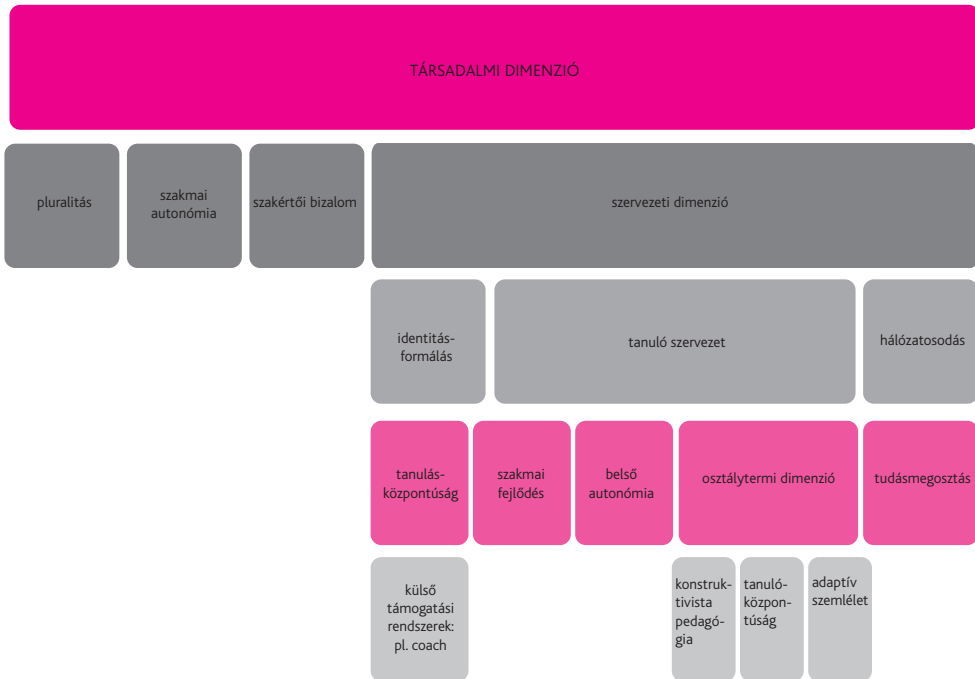 TÁRSADALMI DIMENZIÓ
pluralitás
szakmai
autonómia
szakértői bizalom
szervezeti dimenzió
identitás-
formálás
tanuló szervezet
hálózatosodás
tanulás-
központúság
szakmai
fejlődés
belső
autonómia
osztálytermi dimenzió
tudásmegosztás
külső
támogatási
rendszerek:
pl. coach
konstruk-
tivista
pedagó-
gia
tanuló-
közpon-
túság
adaptív
szemlélet